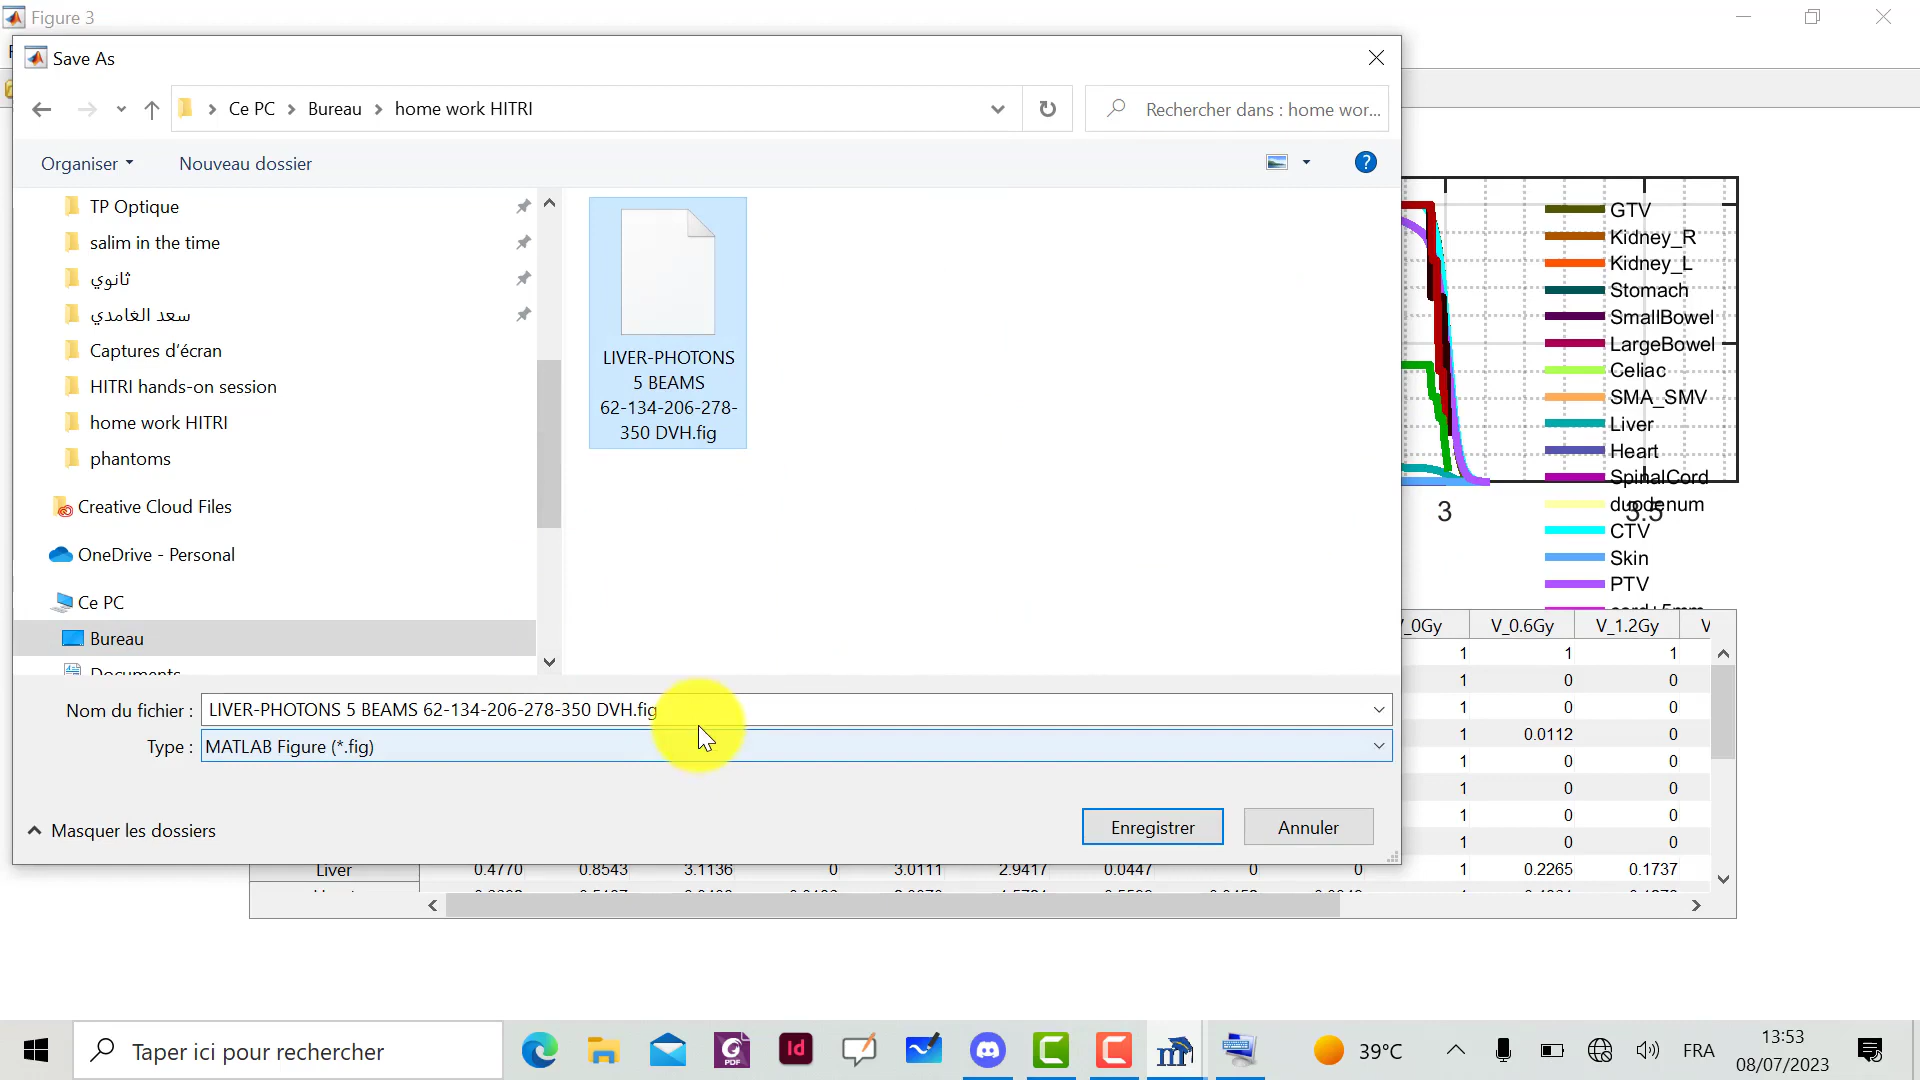 Figure 3
Save As
Ce PC
Bureau
home work HITRI
Rechercher dans : home wor...
Organiser
Nouveau dossier
?
TP Optique
salim in the time
ثانوي
سعد الغامدي
Captures d'écran
HITRI hands-on session
home work HITRI
phantoms
Creative Cloud Files
OneDrive - Personal
Ce PC
Bureau
Documents
LIVER-PHOTONS
5 BEAMS
62-134-206-278-
350 DVH.fig
Nom du fichier : LIVER-PHOTONS 5 BEAMS 62-134-206-278-350 DVH.fig
Type : MATLAB Figure (*.fig)
Masquer les dossiers
Enregistrer
Annuler
GTV
Kidney_R
Kidney_L
Stomach
SmallBowel
LargeBowel
Celiac
SMA_SMV
Liver
Heart
SpinalCord
duodenum
CTV
Skin
PTV
cord+5mm
3
3.5
V_0Gy V_0.6Gy V_1.2Gy V
1 1 1
1 0 0
1 0 0
1 0.0112 0
1 0 0
1 0 0
1 0 0
1 0 0
Liver 0.4770 0.8543 3.1136 0 3.0111 2.9417 0.0447 0 0 1 0.2265 0.1737
Taper ici pour rechercher
Id
PDF
39°C
FRA
13:53
08/07/2023